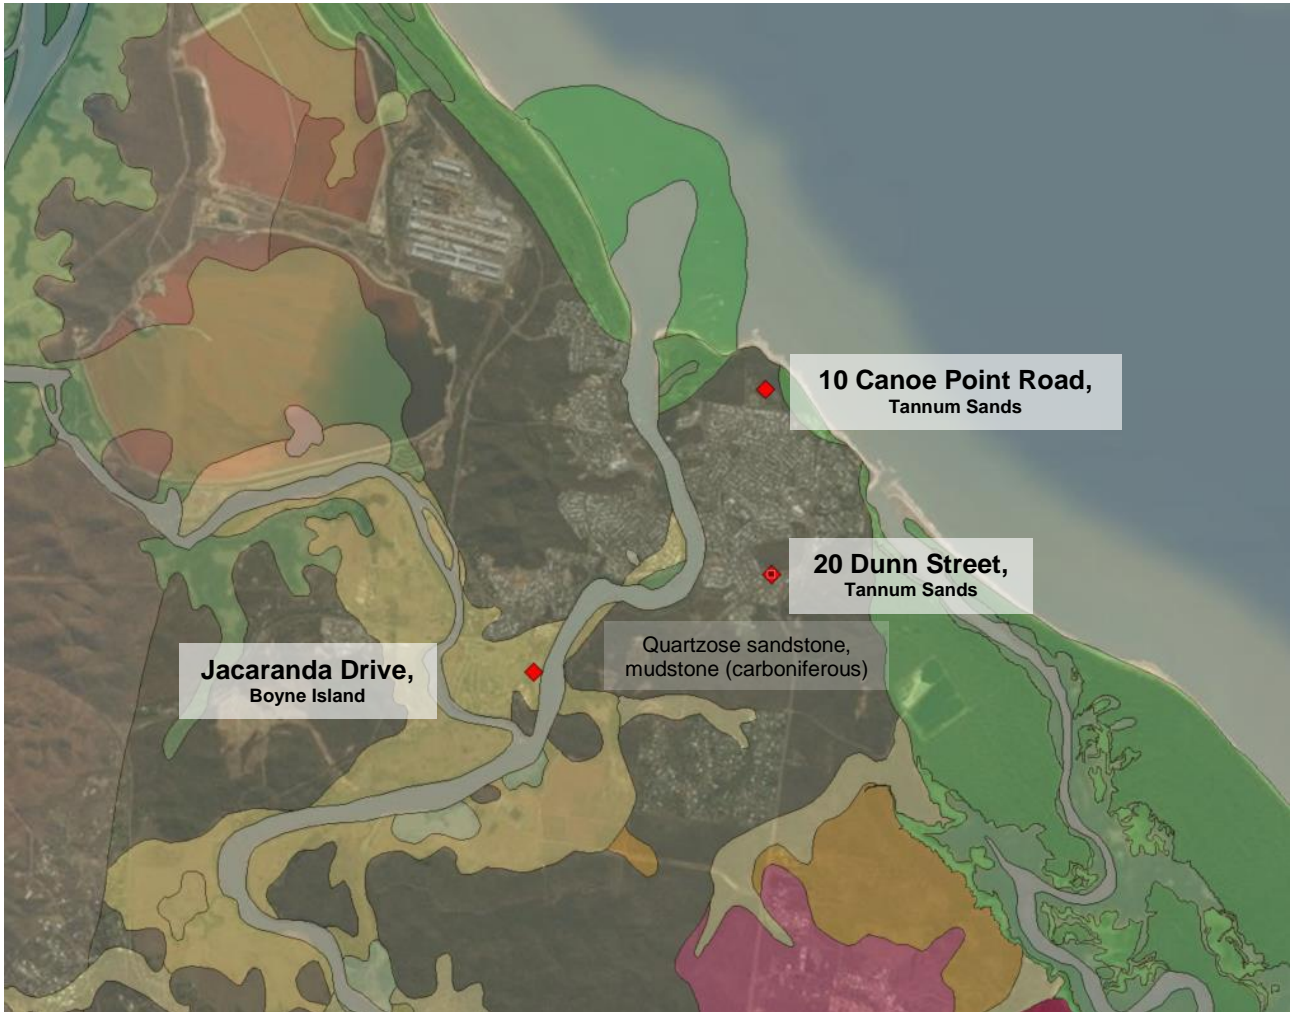 10 Canoe Point Road,
Tannum Sands
20 Dunn Street,
Tannum Sands
Quartzose sandstone,
mudstone (carboniferous)
Jacaranda Drive,
Boyne Island